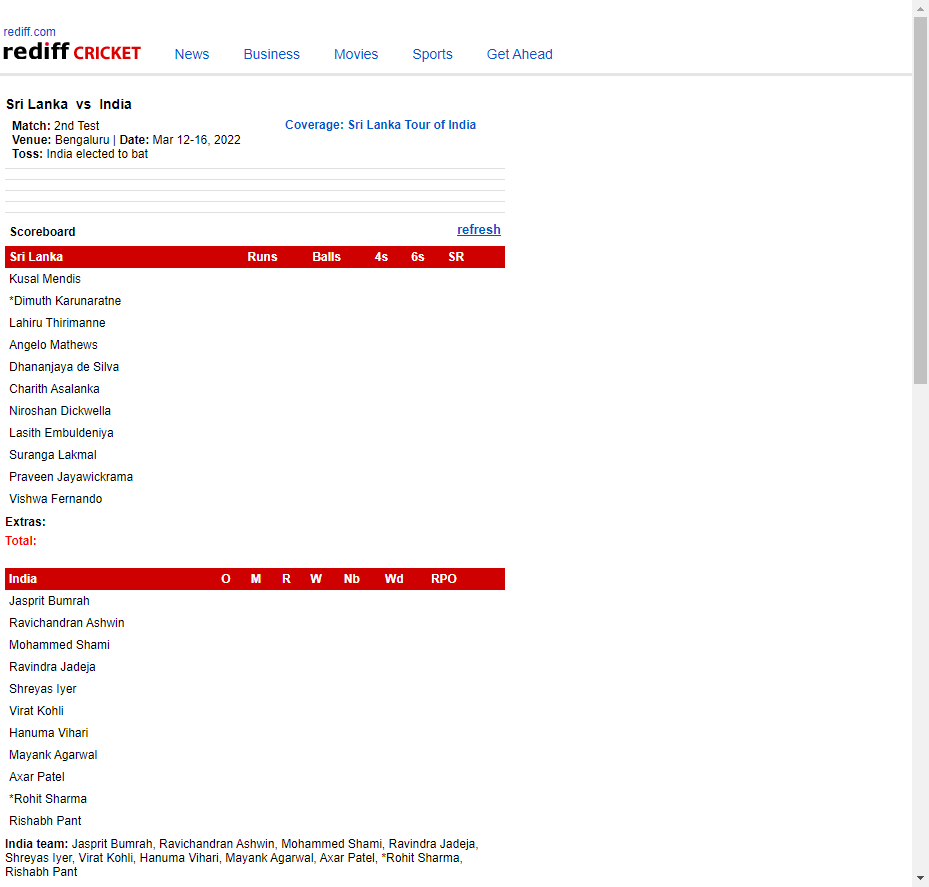 rediff.com
rediff CRICKET News Business Movies Sports Get Ahead
Sri Lanka vs India
Match: 2nd Test
Coverage: Sri Lanka Tour of India
Venue: Bengaluru | Date: Mar 12-16, 2022
Toss: India elected to bat
Scoreboard refresh
Sri Lanka Runs Balls 4s 6s SR
Kusal Mendis
*Dimuth Karunaratne
Lahiru Thirimanne
Angelo Mathews
Dhananjaya de Silva
Charith Asalanka
Niroshan Dickwella
Lasith Embuldeniya
Suranga Lakmal
Praveen Jayawickrama
Vishwa Fernando
Extras:
Total:
India O M R W Nb Wd RPO
Jasprit Bumrah
Ravichandran Ashwin
Mohammed Shami
Ravindra Jadeja
Shreyas Iyer
Virat Kohli
Hanuma Vihari
Mayank Agarwal
Axar Patel
*Rohit Sharma
Rishabh Pant
India team: Jasprit Bumrah, Ravichandran Ashwin, Mohammed Shami, Ravindra Jadeja,
Shreyas Iyer, Virat Kohli, Hanuma Vihari, Mayank Agarwal, Axar Patel, *Rohit Sharma,
Rishabh Pant